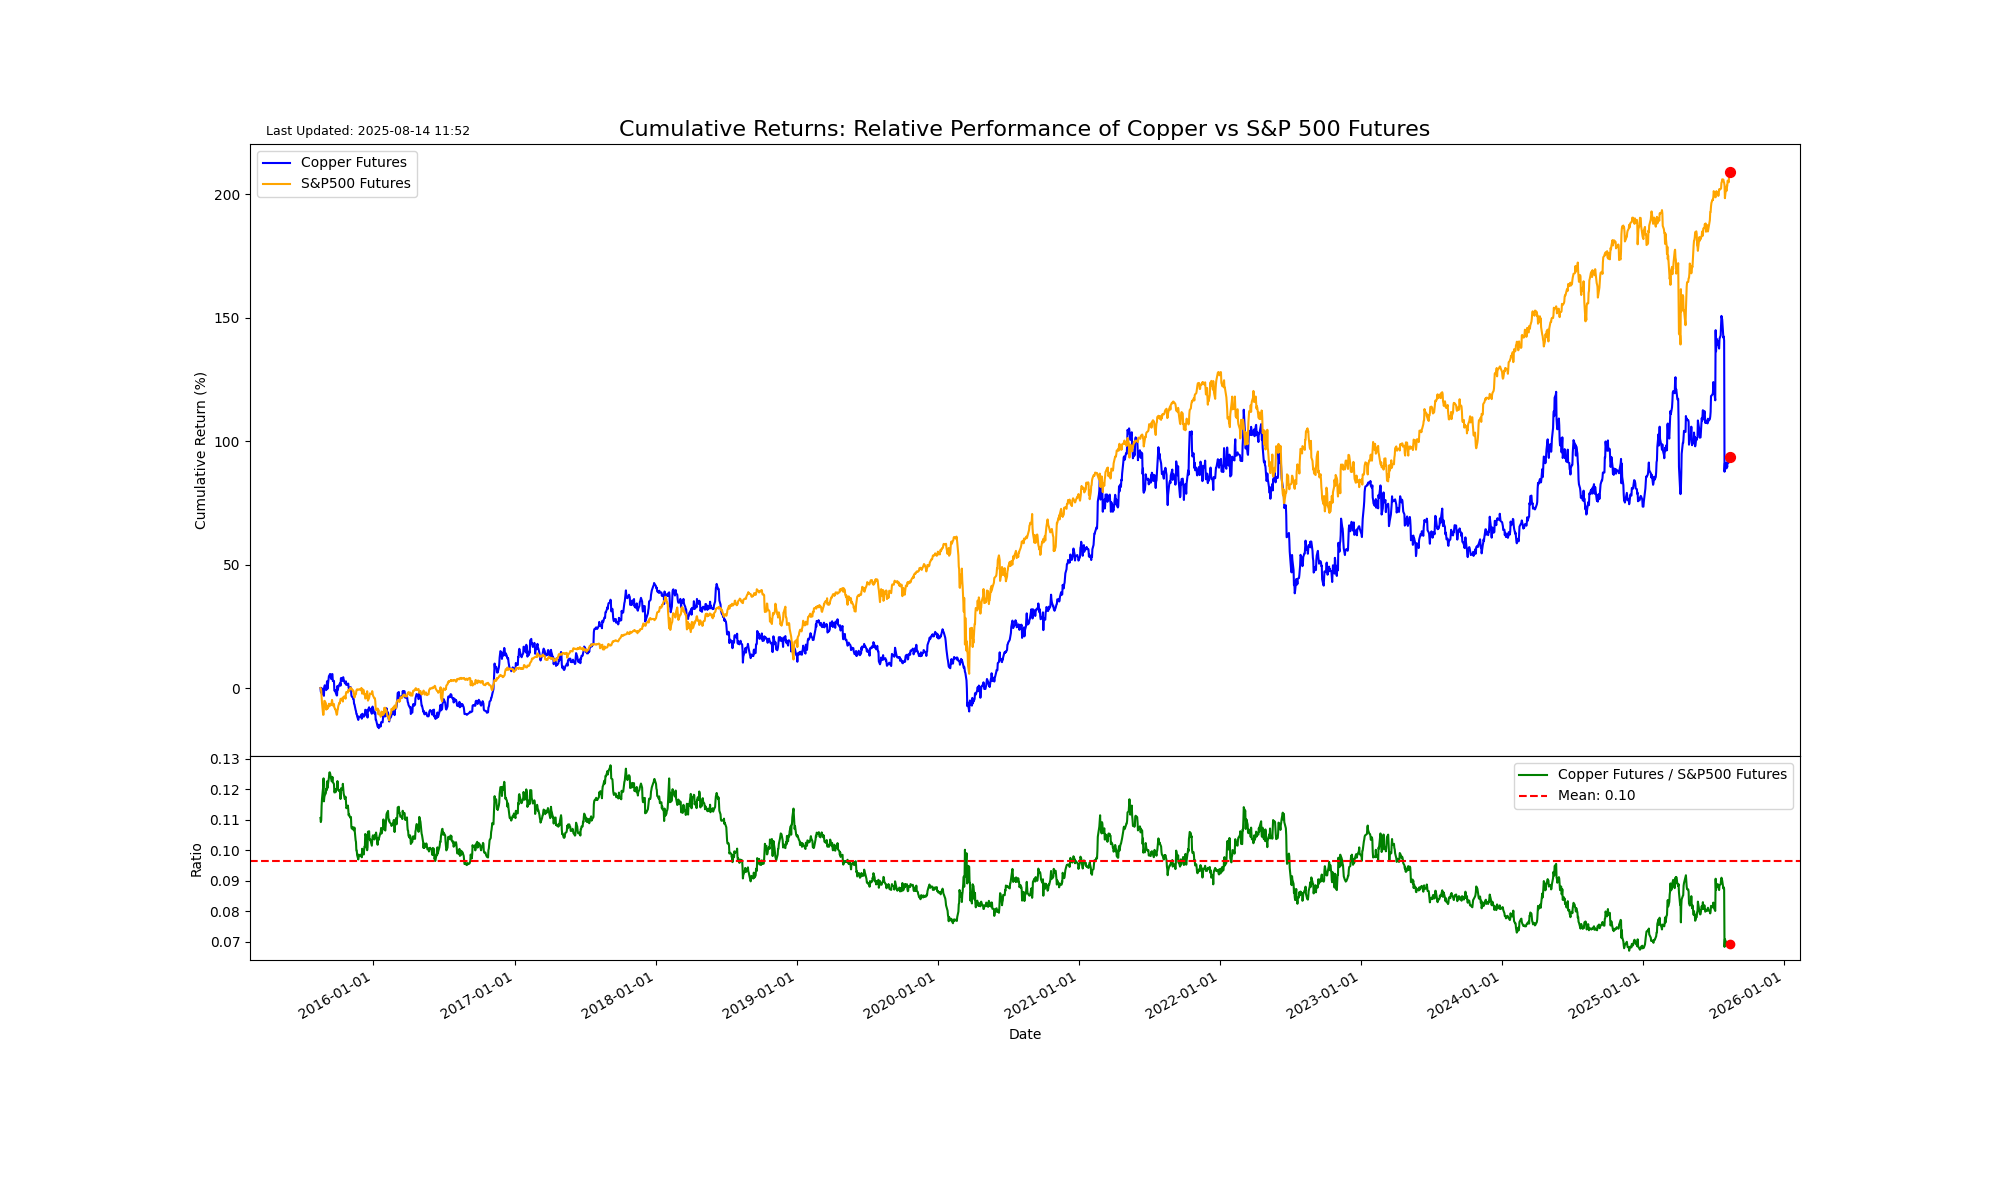 Last Updated: 2025-08-14 11:52
Cumulative Returns: Relative Performance of Copper vs S&P 500 Futures
Copper Futures
S&P500 Futures
200
150
100
50
0
Cumulative Return (%)
0.13
0.12
0.11
0.10
0.09
0.08
0.07
Ratio
Copper Futures / S&P500 Futures
Mean: 0.10
2016-01-01
2017-01-01
2018-01-01
2019-01-01
2020-01-01
2021-01-01
2022-01-01
2023-01-01
2024-01-01
2025-01-01
2026-01-01
Date